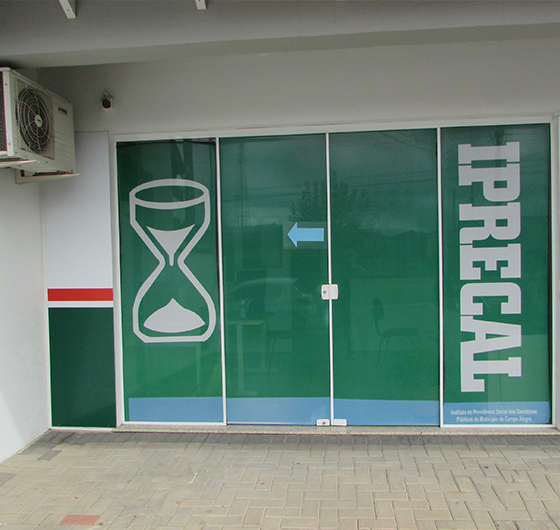 IPRECAL
Instituto de Previdência Social dos Servidores
Públicos do Município de Campo Alegre